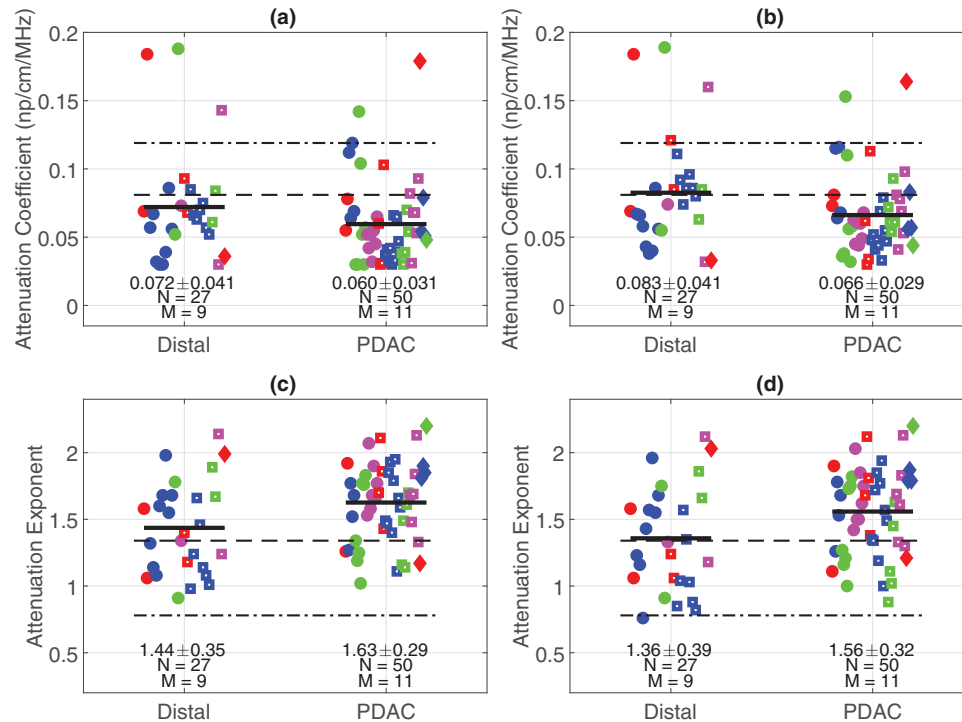 (a)
Attenuation Coefficient (np/cm/MHz)
0.2
0.15
0.1
0.05
0
0.072±0.041
N = 27
M = 9
0.060±0.031
N = 50
M = 11
Distal
PDAC
(b)
Attenuation Coefficient (np/cm/MHz)
0.2
0.15
0.1
0.05
0
0.083±0.041
N = 27
M = 9
0.066±0.029
N = 50
M = 11
Distal
PDAC
(c)
Attenuation Exponent
2
1.5
1
0.5
1.44±0.35
N = 27
M = 9
1.63±0.29
N = 50
M = 11
Distal
PDAC
(d)
Attenuation Exponent
2
1.5
1
0.5
1.36±0.39
N = 27
M = 9
1.56±0.32
N = 50
M = 11
Distal
PDAC